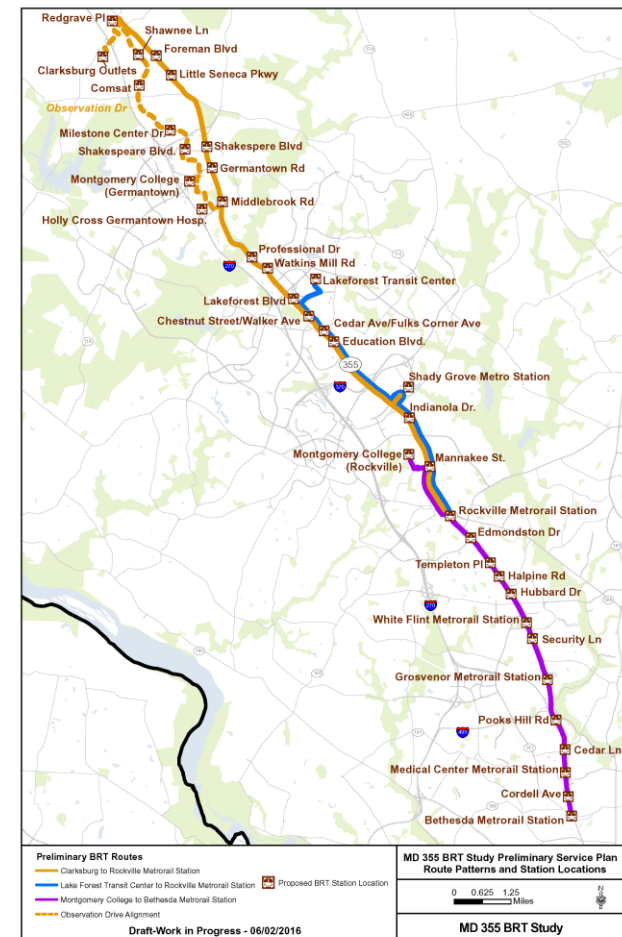 Redgrave Pl
Shawnee Ln
Foreman Blvd
Clarksburg Outlets
Little Seneca Pkwy
Comsat
Observation Dr
Milestone Center Dr.
Shakespeare Blvd.
Shakespere Blvd
Germantown Rd
Montgomery College
(Germantown)
Middlebrook Rd
Holly Cross Germantown Hosp.
Professional Dr
270
Watkins Mill Rd
Lakeforest Transit Center
Lakeforest Blvd
Chestnut Street/Walker Ave
Cedar Ave/Fulks Corner Ave
Education Blvd.
355
Shady Grove Metro Station
370
Indianola Dr.
Montgomery College
(Rockville)
Mannakee St.
Rockville Metrorail Station
Edmondston Dr
Templeton Pl
Halpine Rd
Hubbard Dr
270
White Flint Metrorail Station
Security Ln
Grosvenor Metrorail Station
Pooks Hill Rd
495
Cedar Ln
Medical Center Metrorail Station
Cordell Ave
Bethesda Metrorail Station
Preliminary BRT Routes
Clarksburg to Rockville Metrorail Station
Lake Forest Transit Center to Rockville Metrorail Station
Montgomery College to Bethesda Metrorail Station
Observation Drive Alignment
Proposed BRT Station Location
Draft-Work in Progress - 06/02/2016
MD 355 BRT Study Preliminary Service Plan
Route Patterns and Station Locations
0 0.625 1.25
Miles
MD 355 BRT Study